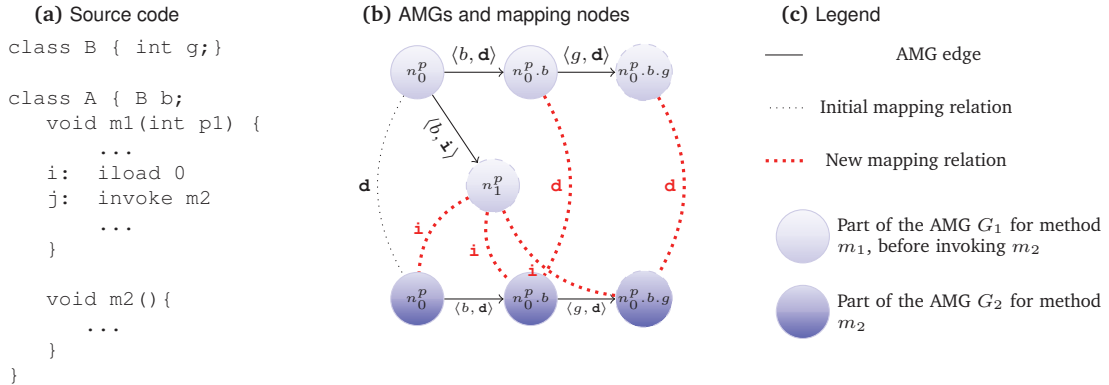 (a) Source code
class B { int g;}
class A { B b;
void m1(int p1) {
...
i: iload 0
j: invoke m2
...
}
void m2(){
...
}
}
(b) AMGs and mapping nodes
⟨b, d⟩
⟨g, d⟩
n_0^p
n_0^p.b
n_0^p.b.g
⟨b, i⟩
n_1^p
d
d
d
i
i
i
n_0^p
n_0^p.b
n_0^p.b.g
⟨b, d⟩
⟨g, d⟩
(c) Legend
AMG edge
Initial mapping relation
New mapping relation
Part of the AMG G_1 for method
m_1, before invoking m_2
Part of the AMG G_2 for method
m_2